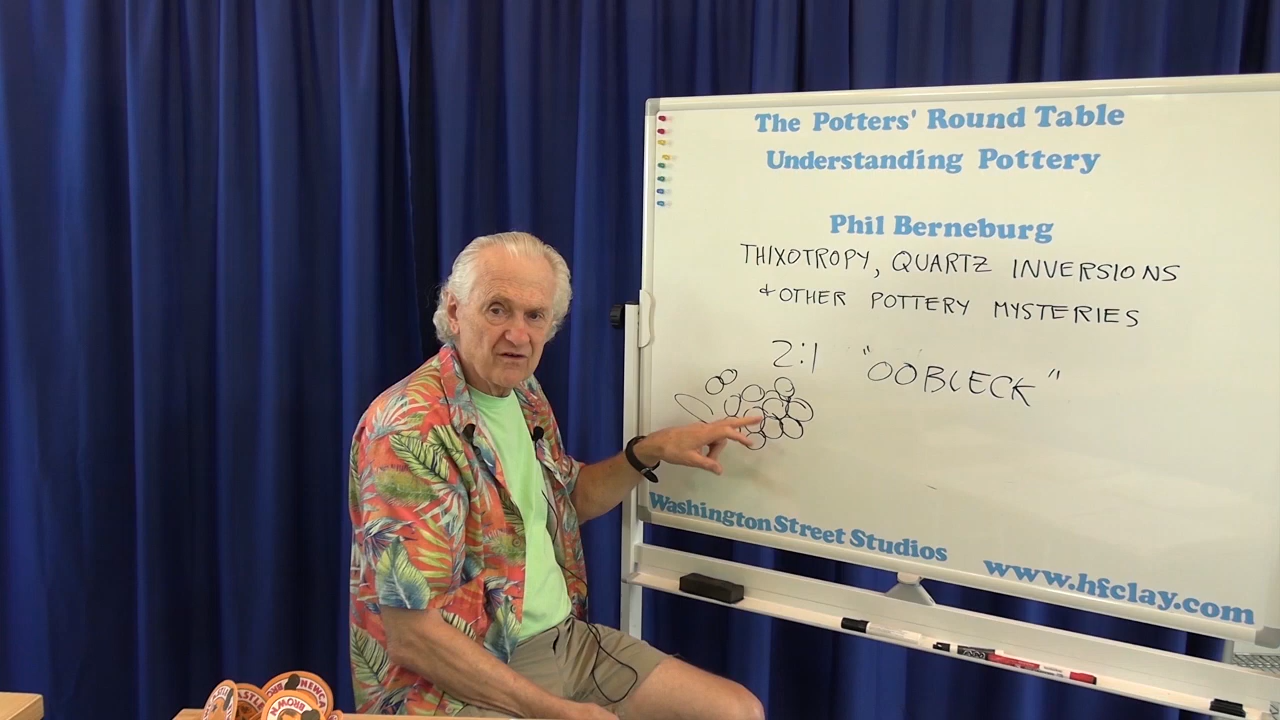 The Potters' Round Table
Understanding Pottery
Phil Berneburg
THIXOTROPY, QUARTZ INVERSIONS
& OTHER POTTERY MYSTERIES
2:1 "OOBLECK"
Washington Street Studios
www.hfclay.com
BROWN